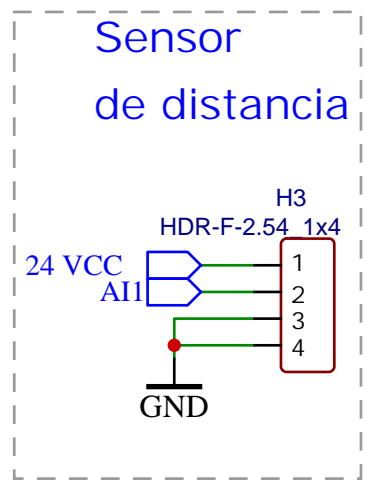 Sensor
de distancia
H3
HDR-F-2.54_1x4
24 VCC
1
AI1
2
3
4
GND